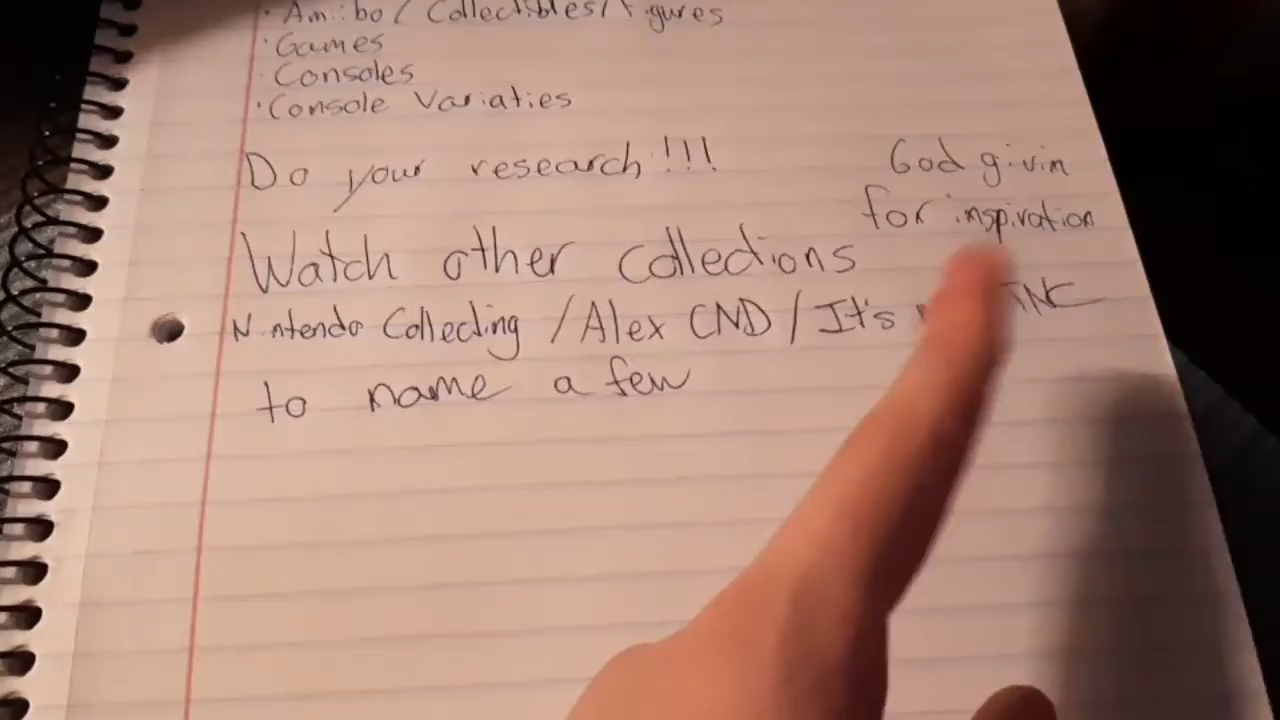 · Amiibo / Collectibles / Figures
· Games
· Consoles
· Console Variaties
Do your research!!!
God givin
for inspiration
Watch other collections
Nintendo Collecting / Alex CND / It's TNC
to name a few